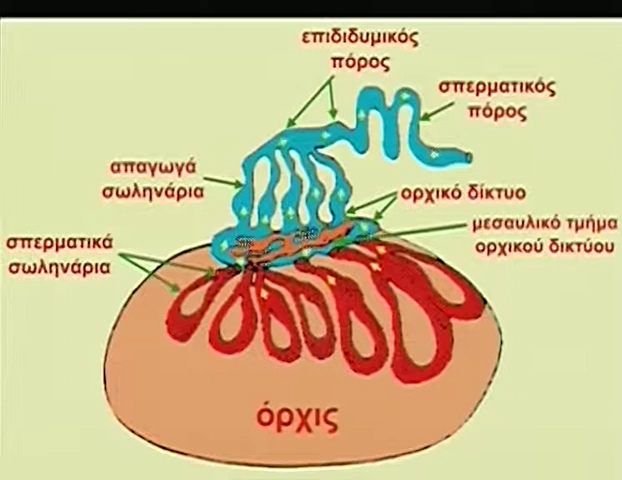 επιδιδυμικός
πόρος
σπερματικός
πόρος
απαγωγά
σωληνάρια
ορχικό δίκτυο
μεσαυλικό τμήμα
ορχικού δικτύου
σπερματικά
σωληνάρια
όρχις